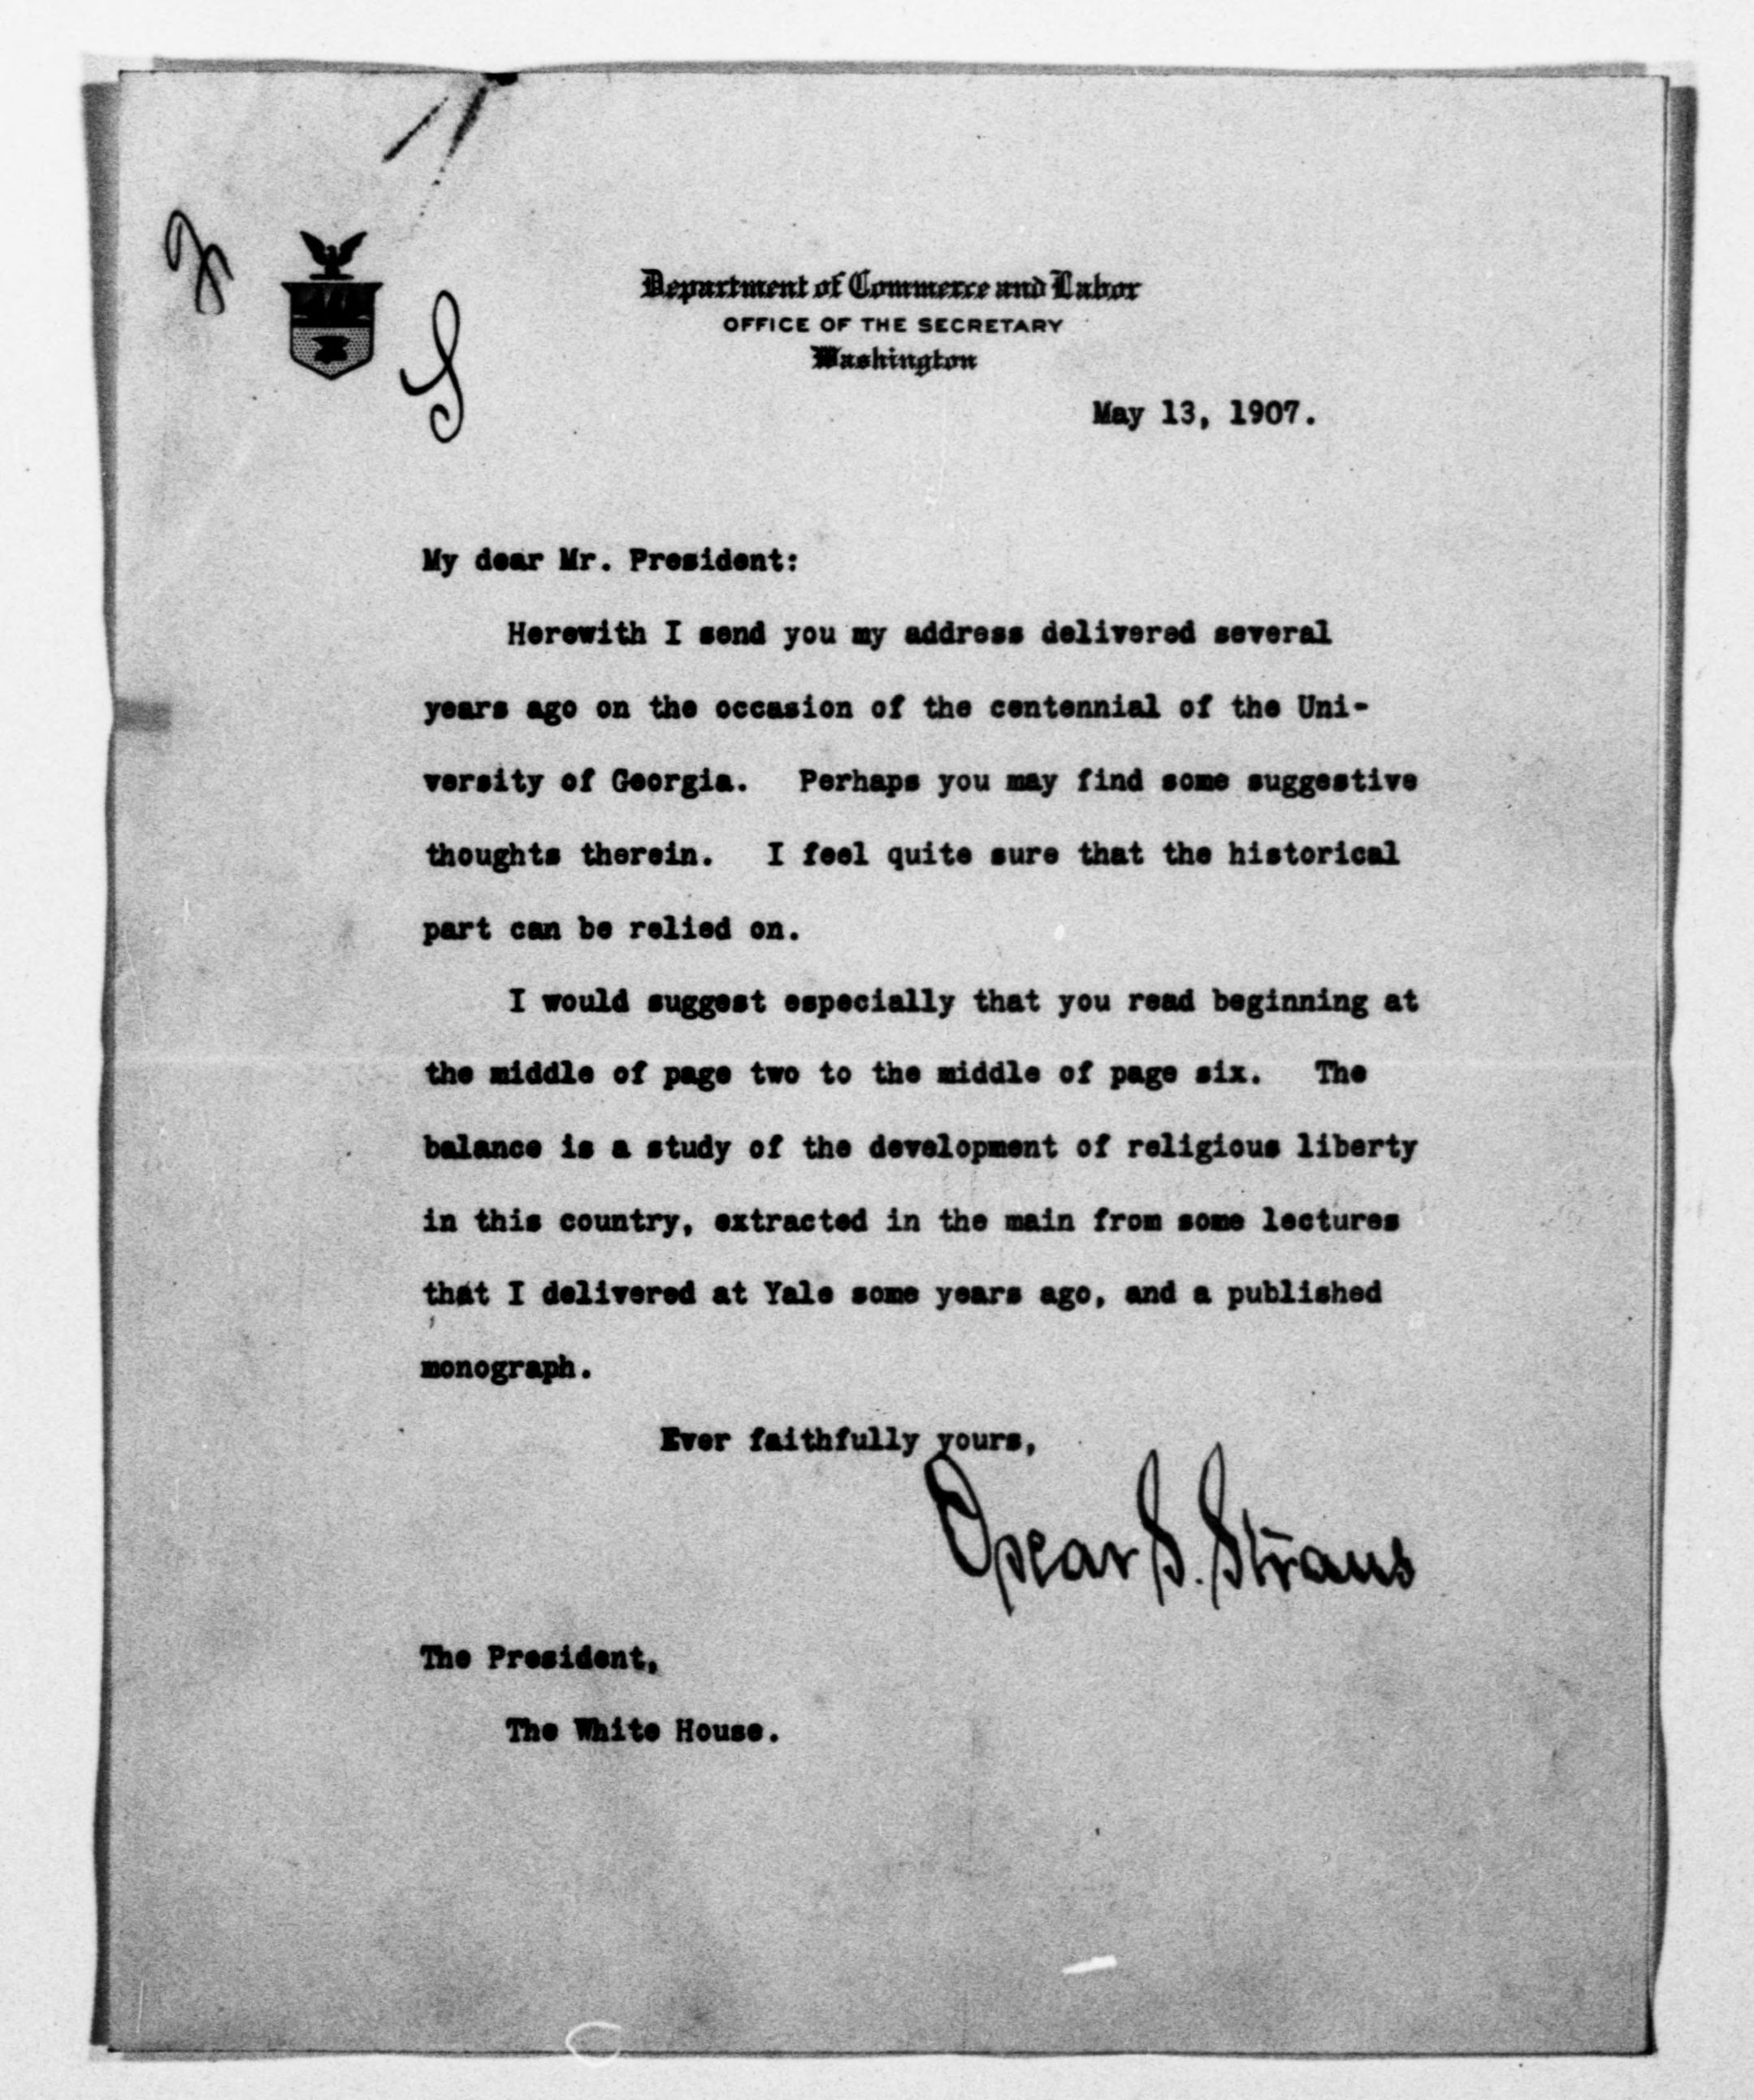 Department of Commerce and Labor
OFFICE OF THE SECRETARY
Washington
May 13, 1907.
S
My dear Mr. President:
Herewith I send you my address delivered several
years ago on the occasion of the centennial of the Uni-
versity of Georgia. Perhaps you may find some suggestive
thoughts therein. I feel quite sure that the historical
part can be relied on.
I would suggest especially that you read beginning at
the middle of page two to the middle of page six. The
balance is a study of the development of religious liberty
in this country, extracted in the main from some lectures
that I delivered at Yale some years ago, and a published
monograph.
Ever faithfully yours,
Oscar S. Straus
The President,
The White House.